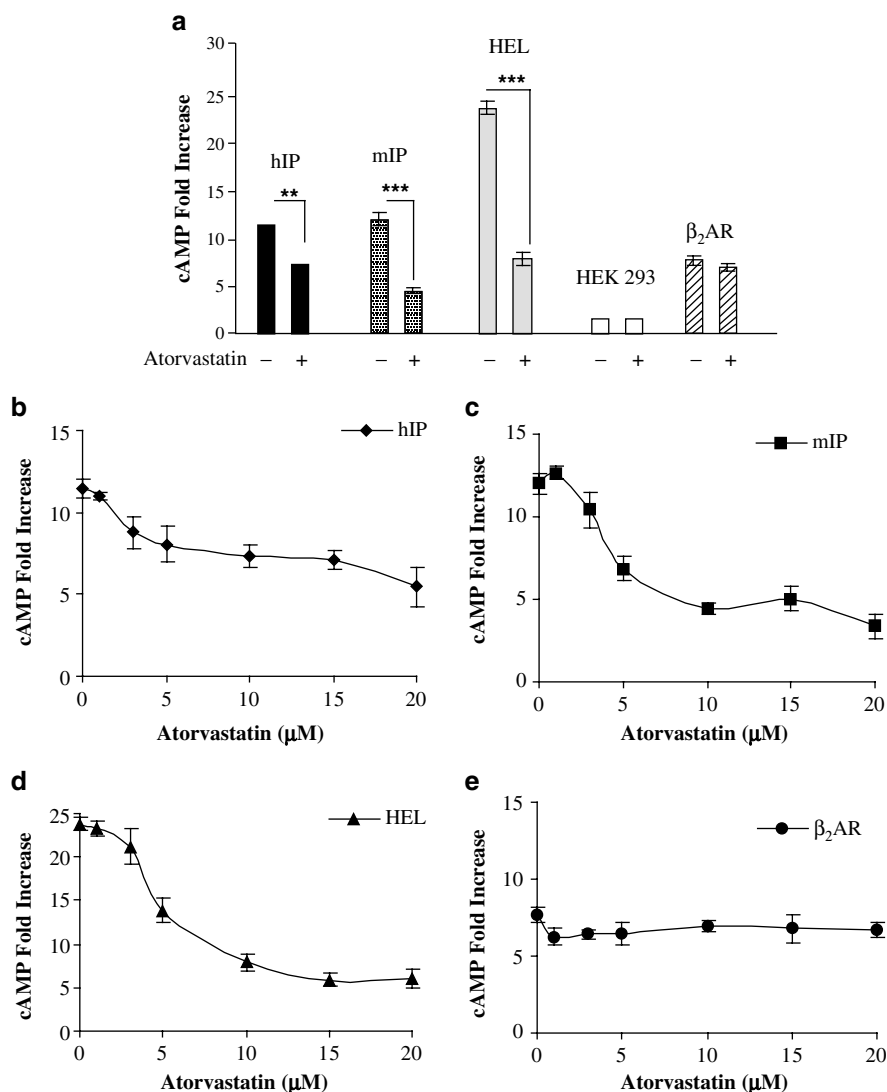 a
30
25
20
15
10
5
0
cAMP Fold Increase
hIP
**
mIP
***
HEL
***
HEK 293
β₂AR
Atorvastatin − + − + − + − + − +
b
15
10
5
0
cAMP Fold Increase
hIP
0 5 10 15 20
Atorvastatin (μM)
c
15
10
5
0
cAMP Fold Increase
mIP
0 5 10 15 20
Atorvastatin (μM)
d
25
20
15
10
5
0
cAMP Fold Increase
HEL
0 5 10 15 20
Atorvastatin (μM)
e
15
10
5
0
cAMP Fold Increase
β₂AR
0 5 10 15 20
Atorvastatin (μM)